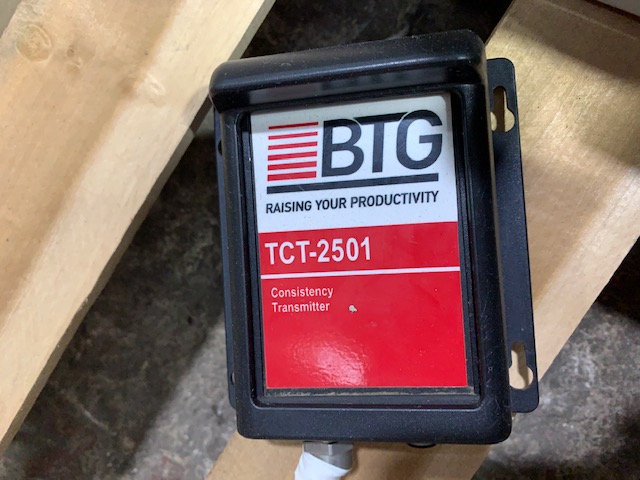 BTG
RAISING YOUR PRODUCTIVITY
TCT-2501
Consistency
Transmitter